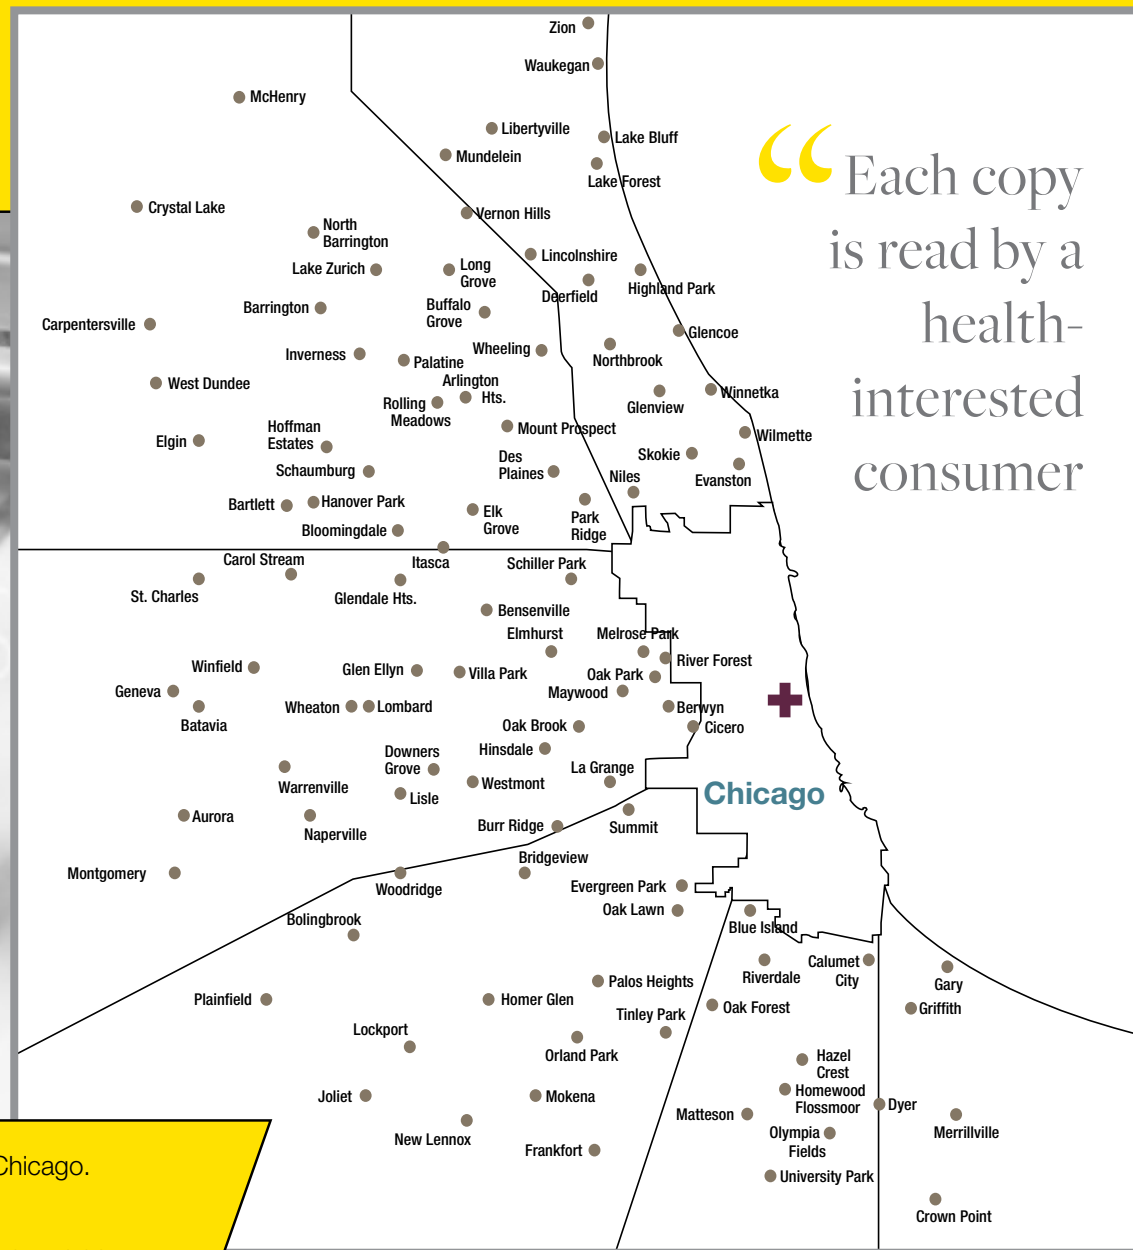 Zion
Waukegan
McHenry
Libertyville
Lake Bluff
Mundelein
Lake Forest
“Each copy
is read by a
health-
interested
consumer
Crystal Lake
Vernon Hills
North
Barrington
Lincolnshire
Lake Zurich
Long
Grove
Deerfield
Highland Park
Barrington
Buffalo
Grove
Carpentersville
Glencoe
Inverness
Palatine
Wheeling
Northbrook
West Dundee
Arlington
Hts.
Rolling
Meadows
Glenview
Winnetka
Elgin
Hoffman
Estates
Mount Prospect
Wilmette
Schaumburg
Des
Plaines
Skokie
Evanston
Niles
Bartlett
Hanover Park
Elk
Grove
Park
Ridge
Bloomingdale
Itasca
Carol Stream
Schiller Park
St. Charles
Glendale Hts.
Bensenville
Elmhurst
Melrose Park
River Forest
Winfield
Glen Ellyn
Villa Park
Oak Park
Geneva
Maywood
Batavia
Wheaton
Lombard
Berwyn
Oak Brook
Cicero
Hinsdale
Downers
Grove
La Grange
Warrenville
Westmont
Lisle
Chicago
Aurora
Naperville
Burr Ridge
Summit
Montgomery
Woodridge
Bridgeview
Evergreen Park
Oak Lawn
Bolingbrook
Blue Island
Plainfield
Homer Glen
Palos Heights
Riverdale
Calumet
City
Gary
Lockport
Tinley Park
Oak Forest
Griffith
Orland Park
Hazel
Crest
Joliet
Mokena
Homewood
Flossmoor
Dyer
New Lennox
Matteson
Olympia
Fields
Merrillville
Frankfort
University Park
Crown Point
Chicago.